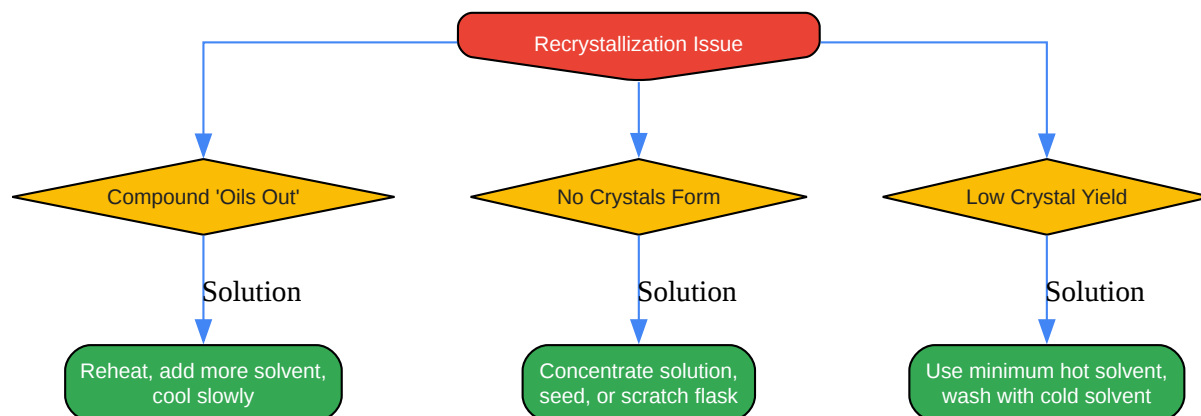 Recrystallization Issue
Compound 'Oils Out'
No Crystals Form
Low Crystal Yield
Solution
Solution
Solution
Reheat, add more solvent,
cool slowly
Concentrate solution,
seed, or scratch flask
Use minimum hot solvent,
wash with cold solvent